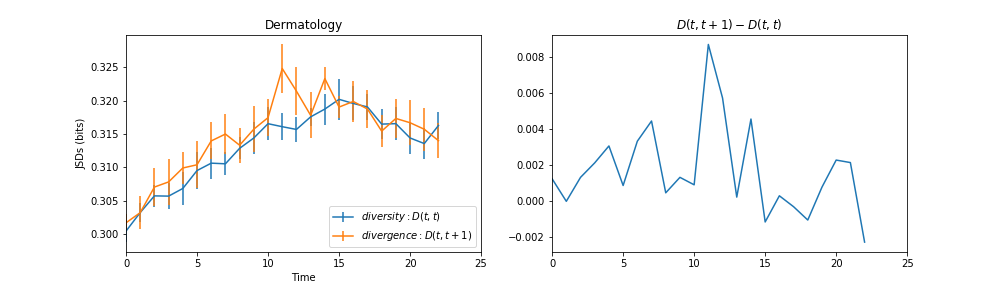 Dermatology
JSDs (bits)
0.325
0.320
0.315
0.310
0.305
0.300
0 5 10 15 20 25
Time
diversity : D(t, t)
divergence : D(t, t + 1)
D(t, t + 1) − D(t, t)
0.008
0.006
0.004
0.002
0.000
−0.002
0 5 10 15 20 25